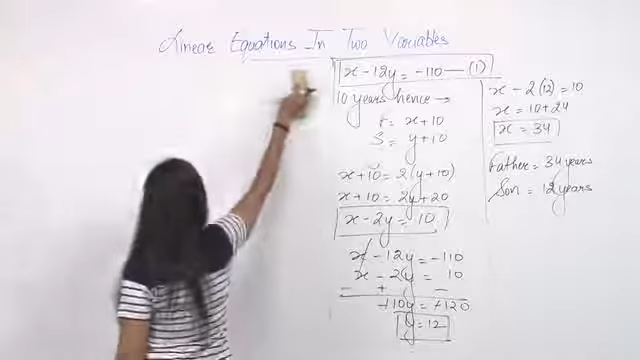 Linear Equations In Two Variables
x - 12y = -110 — (1)
10 years hence →
F = x+10
S = y+10
x+10 = 2(y+10)
x+10 = 2y+20
x - 2y = 10
x - 12y = -110
x - 2y = 10
- + -
-10y = -120
y = 12
x - 2(12) = 10
x = 10+24
x = 34
Father = 34 years
Son = 12 years